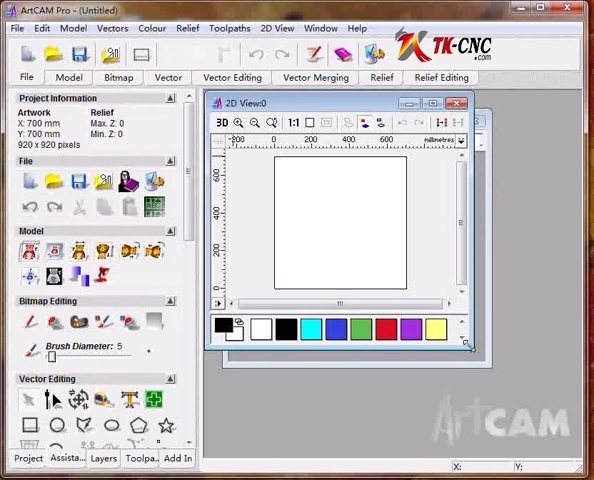 ArtCAM Pro - (Untitled)
File Edit Model Vectors Colour Relief Toolpaths 2D View Window Help
TK-CNC
.com
File Model Bitmap Vector Vector Editing Vector Merging Relief Relief Editing
Project Information
Artwork Relief
X: 700 mm Max. Z: 0
Y: 700 mm Min. Z: 0
920 x 920 pixels
File
Model
Bitmap Editing
Brush Diameter: 5
Vector Editing
Project Assista... Layers Toolpa... Add In
2D View:0
3D 1:1
-200 0 200 400 600 millimetres
600
400
200
0
ArtCAM
X: Y: